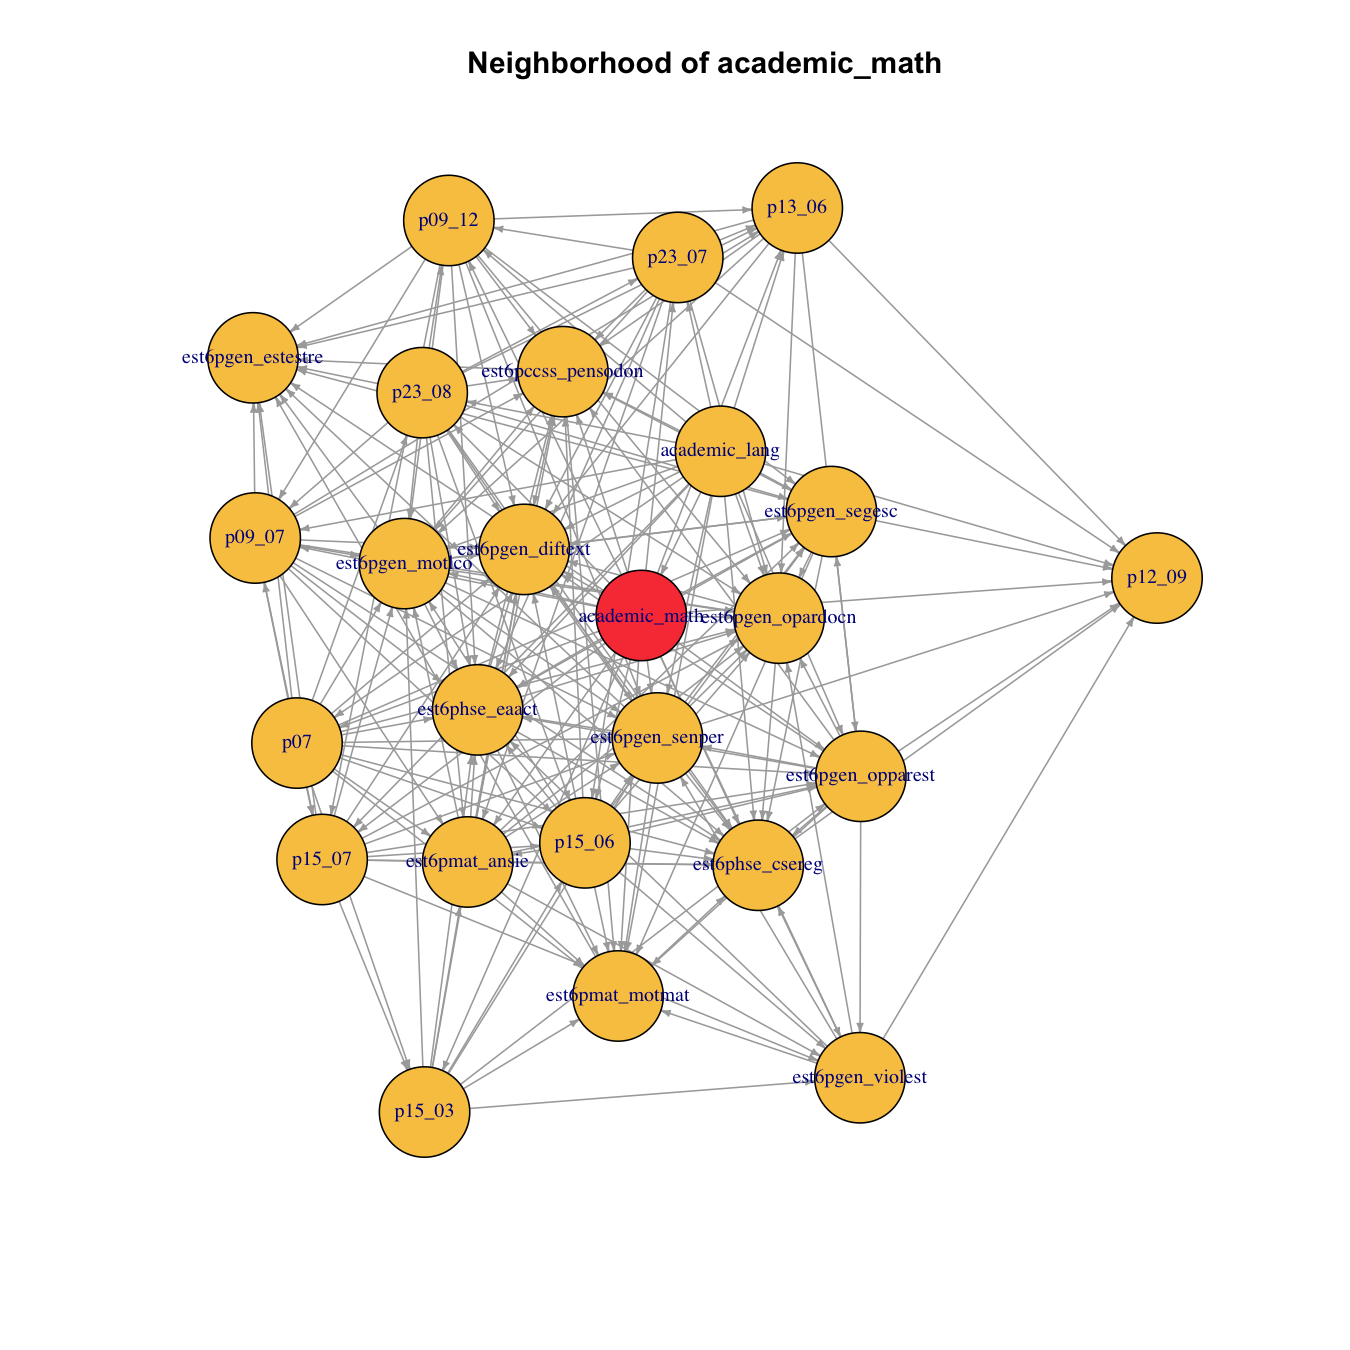 Neighborhood of academic_math
p13_06
p09_12
p23_07
est6pgen_estestre
est6pccss_pensodon
p23_08
academic_lang
est6pgen_segesc
p09_07
est6pgen_diftext
est6pgen_motlco
p12_09
academic_math
est6pgen_opardocn
est6phse_eaact
est6pgen_senper
p07
est6pgen_opparest
p15_06
p15_07
est6pmat_ansie
est6phse_csereg
est6pmat_motmat
est6pgen_violest
p15_03